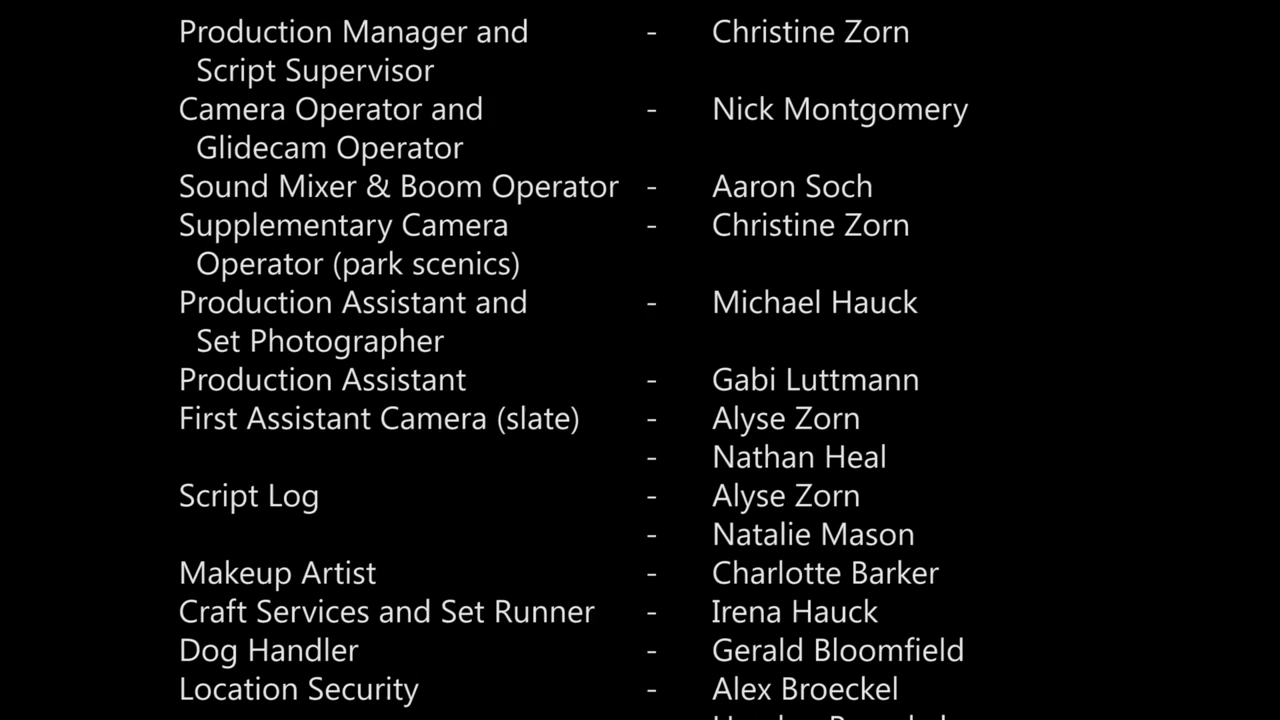 Production Manager and - Christine Zorn
Script Supervisor
Camera Operator and - Nick Montgomery
Glidecam Operator
Sound Mixer & Boom Operator - Aaron Soch
Supplementary Camera - Christine Zorn
Operator (park scenics)
Production Assistant and - Michael Hauck
Set Photographer
Production Assistant - Gabi Luttmann
First Assistant Camera (slate) - Alyse Zorn
- Nathan Heal
Script Log - Alyse Zorn
- Natalie Mason
Makeup Artist - Charlotte Barker
Craft Services and Set Runner - Irena Hauck
Dog Handler - Gerald Bloomfield
Location Security - Alex Broeckel